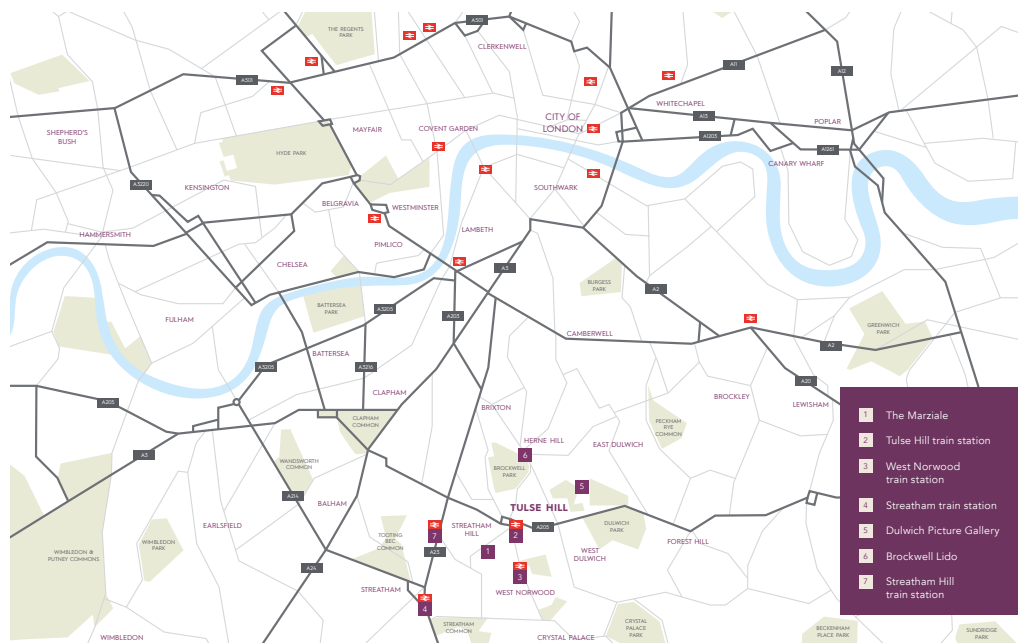 THE REGENTS
PARK
A501
CLERKENWELL
A11
A12
A501
WHITECHAPEL
SHEPHERD'S
BUSH
MAYFAIR
COVENT GARDEN
CITY OF
LONDON
A13
A1203
POPLAR
A1261
HYDE PARK
CANARY WHARF
A3220
KENSINGTON
SOUTHWARK
BELGRAVIA
WESTMINSTER
HAMMERSMITH
LAMBETH
PIMLICO
CHELSEA
A3
BURGESS
PARK
A2
BATTERSEA
PARK
A3205
A203
FULHAM
GREENWICH
PARK
CAMBERWELL
A2
BATTERSEA
A3205
A3216
A20
CLAPHAM
BROCKLEY
LEWISHAM
A205
BRIXTON
CLAPHAM
COMMON
PECKHAM
RYE
COMMON
HERNE HILL
EAST DULWICH
6
A3
WANDSWORTH
COMMON
BROCKWELL
PARK
5
A214
BALHAM
TULSE HILL
EARLSFIELD
STREATHAM
HILL
A205
DULWICH
PARK
7
2
TOOTING
BEC
COMMON
WIMBLEDON
PARK
WIMBLEDON @
PUTNEY COMMONS
A23
1
WEST
DULWICH
FOREST HILL
A24
3
STREATHAM
WEST NORWOOD
4
STREATHAM
COMMON
CRYSTAL
PALACE
PARK
WIMBLEDON
CRYSTAL PALACE
BECKENHAM
PLACE PARK
SUNDRIDGE
PARK
1 The Marziale
2 Tulse Hill train station
3 West Norwood
train station
4 Streatham train station
5 Dulwich Picture Gallery
6 Brockwell Lido
7 Streatham Hill
train station